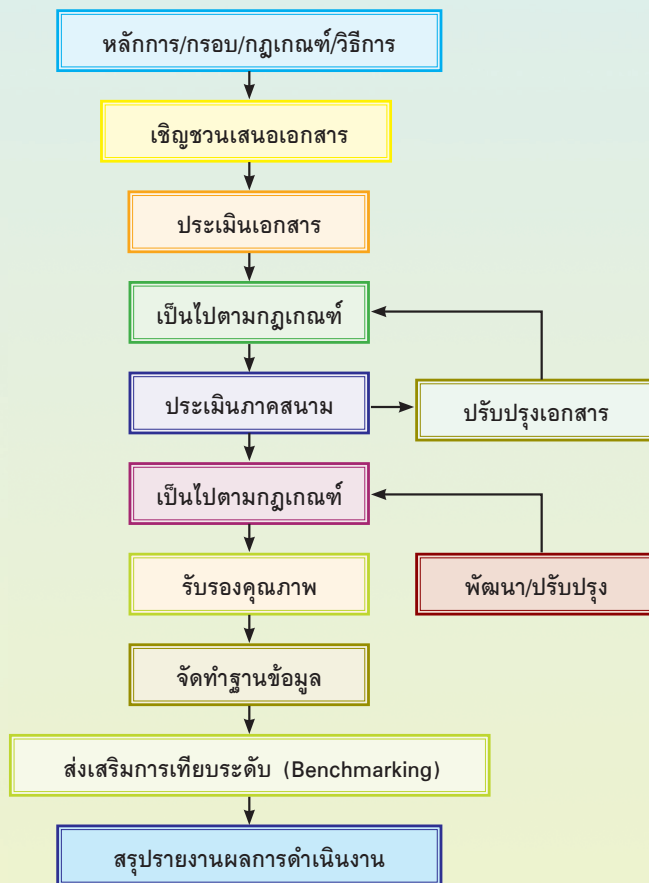 หลักการ/กรอบ/กฎเกณฑ์/วิธีการ
เชิญชวนเสนอเอกสาร
ประเมินเอกสาร
เป็นไปตามกฎเกณฑ์
ประเมินภาคสนาม
ปรับปรุงเอกสาร
เป็นไปตามกฎเกณฑ์
รับรองคุณภาพ
พัฒนา/ปรับปรุง
จัดทำฐานข้อมูล
ส่งเสริมการเทียบระดับ (Benchmarking)
สรุปรายงานผลการดำเนินงาน